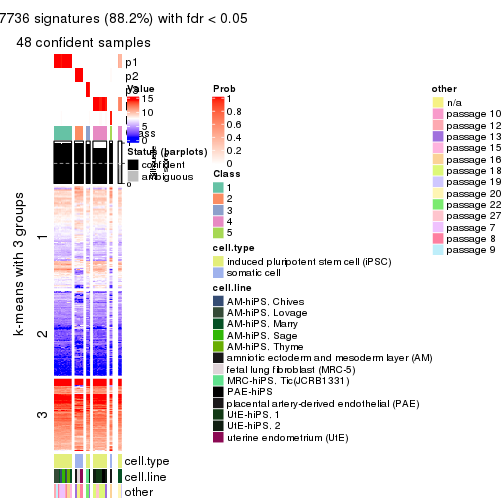 7736 signatures (88.2%) with fdr < 0.05
48 confident samples
p1
p2
p3
Value
15
10
5
0
Status (barplots)
confident
ambiguous
k-means with 3 groups
1
2
3
cell.type
cell.line
other
Prob
1
0.8
0.6
0.4
0.2
0
Class
1
2
3
4
5
cell.type
induced pluripotent stem cell (iPSC)
somatic cell
cell.line
AM-hiPS. Chives
AM-hiPS. Lovage
AM-hiPS. Marry
AM-hiPS. Sage
AM-hiPS. Thyme
amniotic ectoderm and mesoderm layer (AM)
fetal lung fibroblast (MRC-5)
MRC-hiPS. Tic(JCRB1331)
PAE-hiPS
placental artery-derived endothelial (PAE)
UtE-hiPS. 1
UtE-hiPS. 2
uterine endometrium (UtE)
other
n/a
passage 10
passage 12
passage 13
passage 15
passage 16
passage 18
passage 19
passage 20
passage 22
passage 27
passage 7
passage 8
passage 9